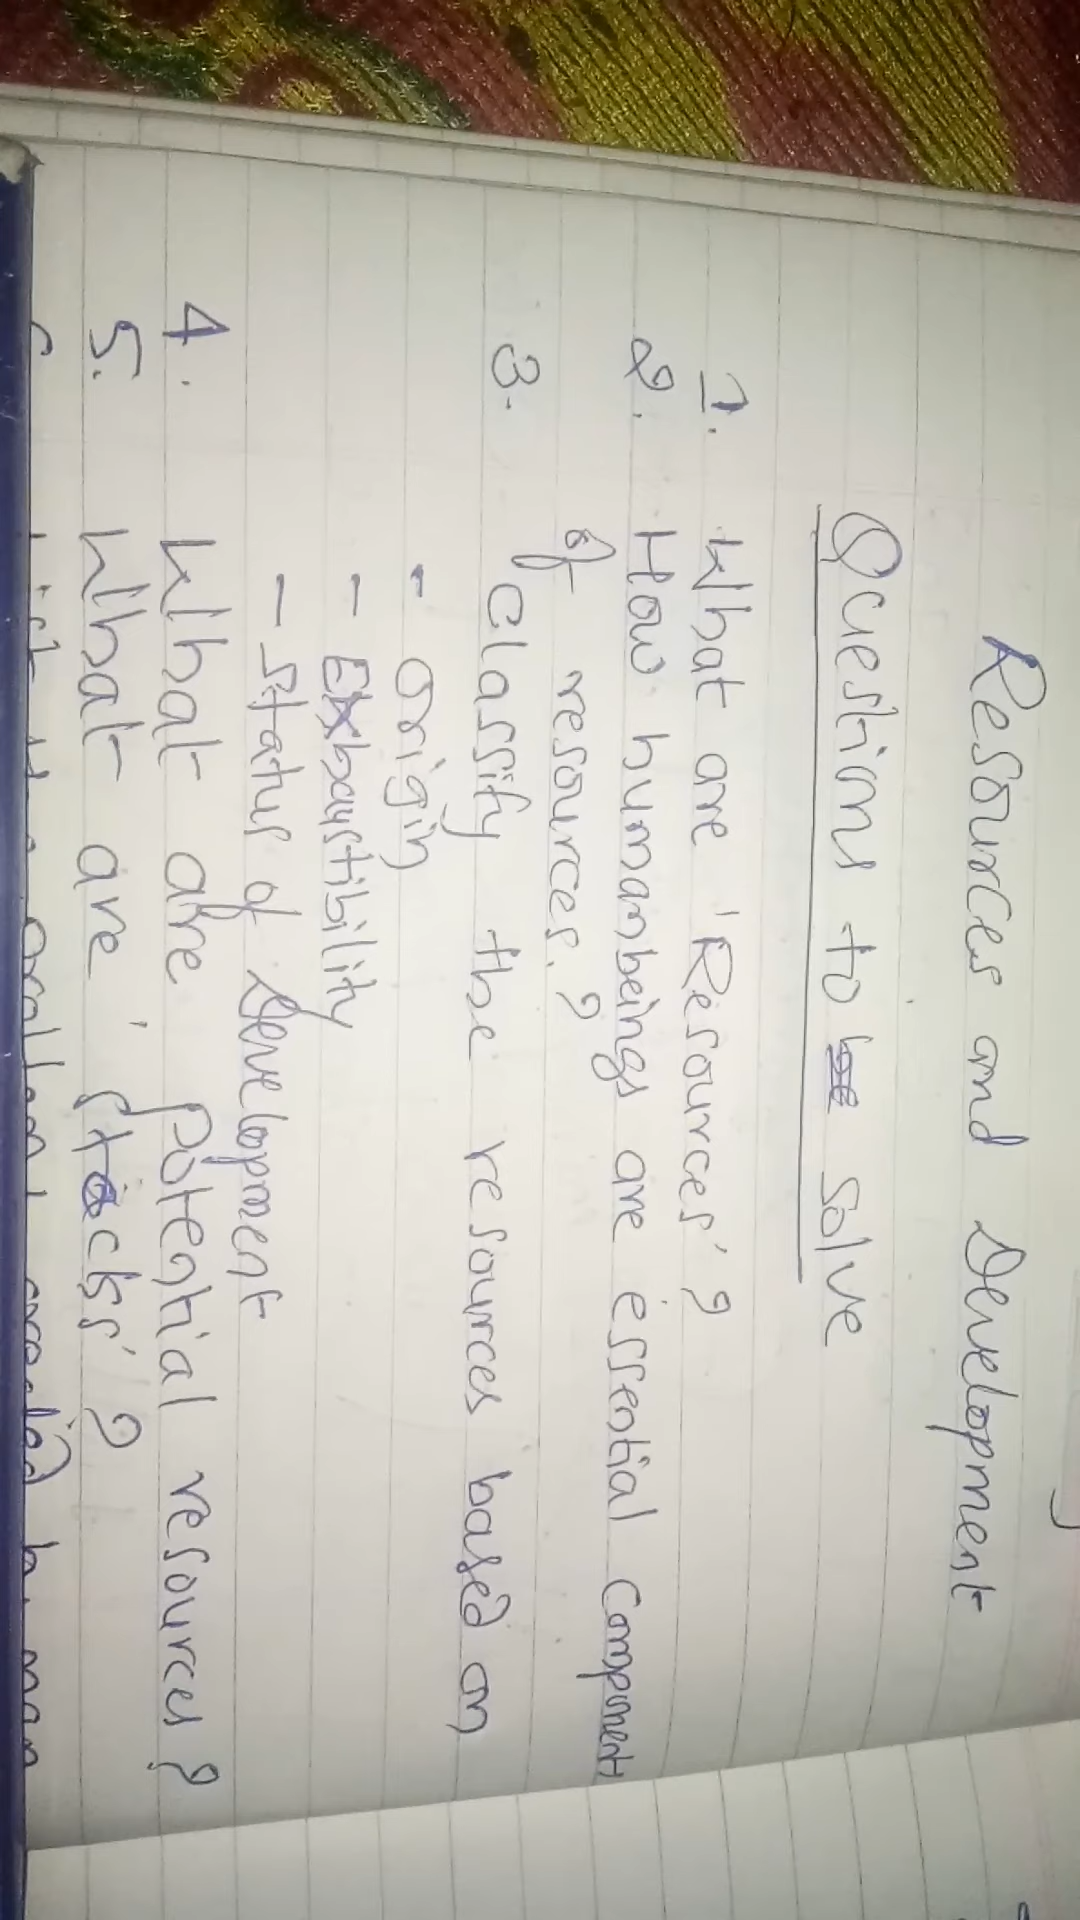 Resources and Development
Questions to solve
1. What are 'Resources'?
2. How humanbeings are essential component
of resources.?
3. classify the resources based on
- Origin
- Exhaustibility
- Status of Development
4. What are Potential resources?
5. What are 'stocks'?